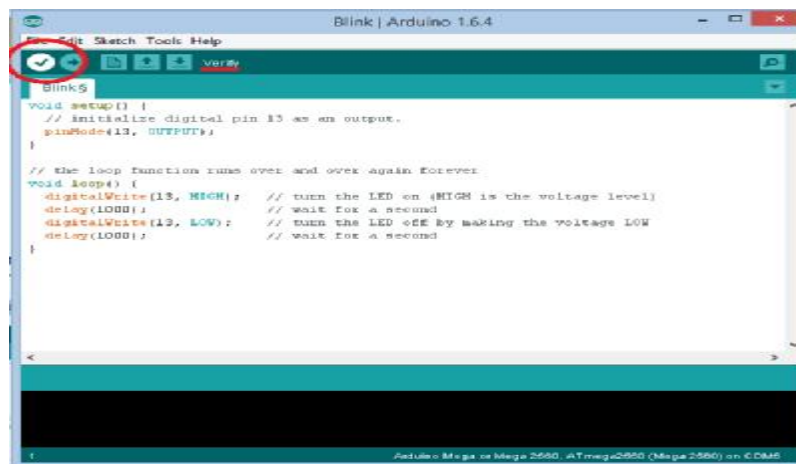 Blink | Arduino 1.6.4
File Edit Sketch Tools Help
Verify
Blink§
void setup() {
// initialize digital pin 13 as an output.
pinMode(13, OUTPUT);
}
// the loop function runs over and over again forever
void loop() {
digitalWrite(13, HIGH); // turn the LED on (HIGH is the voltage level)
delay(1000); // wait for a second
digitalWrite(13, LOW); // turn the LED off by making the voltage LOW
delay(1000); // wait for a second
}
1 Arduino Mega or Mega 2560, ATmega2560 (Mega 2560) on COM5